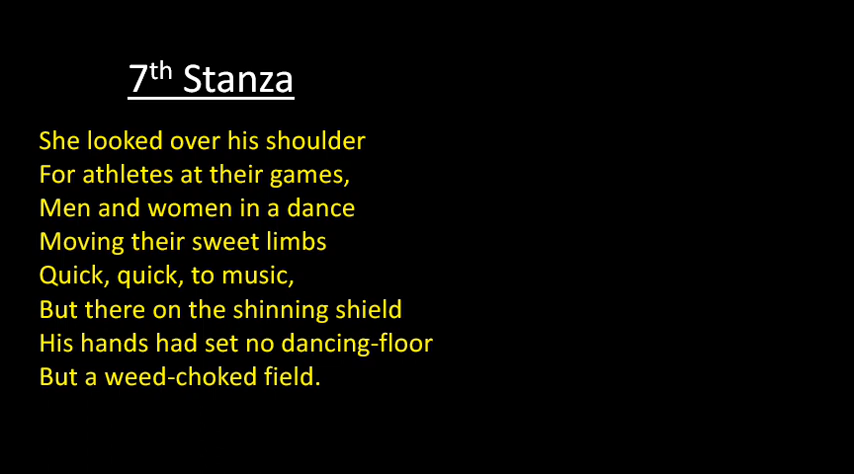 7th Stanza
She looked over his shoulder
For athletes at their games,
Men and women in a dance
Moving their sweet limbs
Quick, quick, to music,
But there on the shinning shield
His hands had set no dancing-floor
But a weed-choked field.